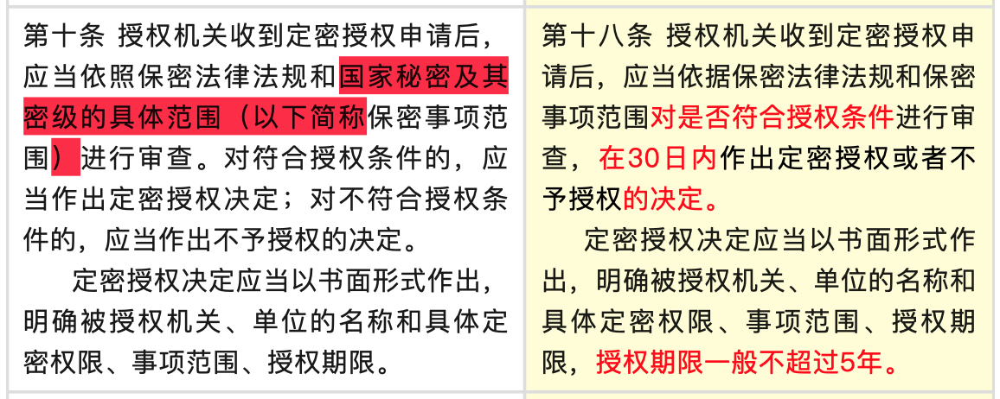 第十条 授权机关收到定密授权申请后，
应当依照保密法律法规和国家秘密及其
密级的具体范围（以下简称保密事项范
围）进行审查。对符合授权条件的，应
当作出定密授权决定；对不符合授权条
件的，应当作出不予授权的决定。
定密授权决定应当以书面形式作出，
明确被授权机关、单位的名称和具体定
密权限、事项范围、授权期限。
第十八条 授权机关收到定密授权申
请后，应当依据保密法律法规和保密
事项范围对是否符合授权条件进行审
查，在30日内作出定密授权或者不
予授权的决定。
定密授权决定应当以书面形式作
出，明确被授权机关、单位的名称和
具体定密权限、事项范围、授权期
限，授权期限一般不超过5年。